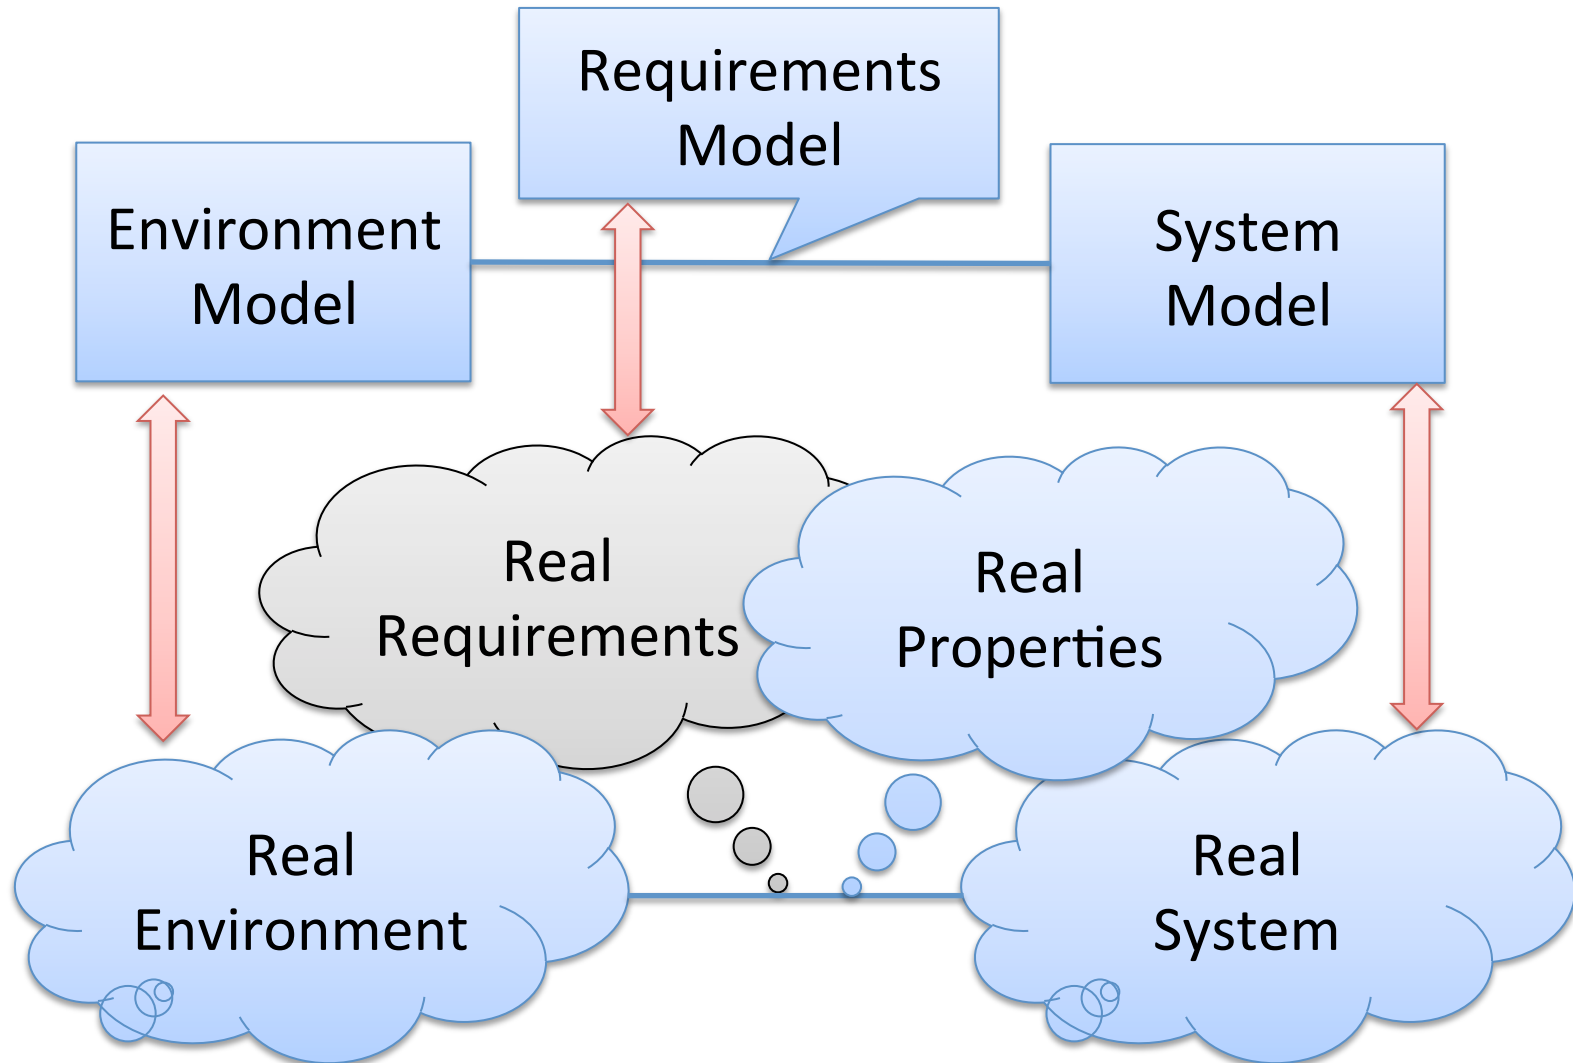 Requirements
Model
Environment
Model
System
Model
Real
Requirements
Real
Properties
Real
Environment
Real
System